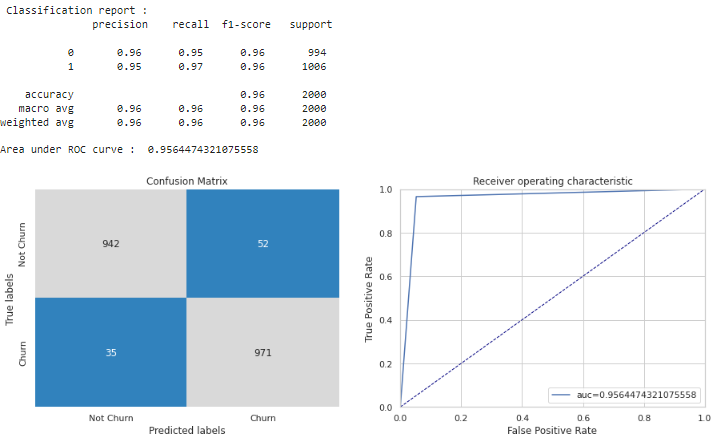 Classification report :
precision recall f1-score support
0 0.96 0.95 0.96 994
1 0.95 0.97 0.96 1006
accuracy 0.96 2000
macro avg 0.96 0.96 0.96 2000
weighted avg 0.96 0.96 0.96 2000
Area under ROC curve : 0.9564474321075558
Confusion Matrix
True labels
Not Churn
Churn
942 52
35 971
Not Churn Churn
Predicted labels
Receiver operating characteristic
True Positive Rate
1.0
0.8
0.6
0.4
0.2
0.0
auc=0.9564474321075558
0.0 0.2 0.4 0.6 0.8 1.0
False Positive Rate